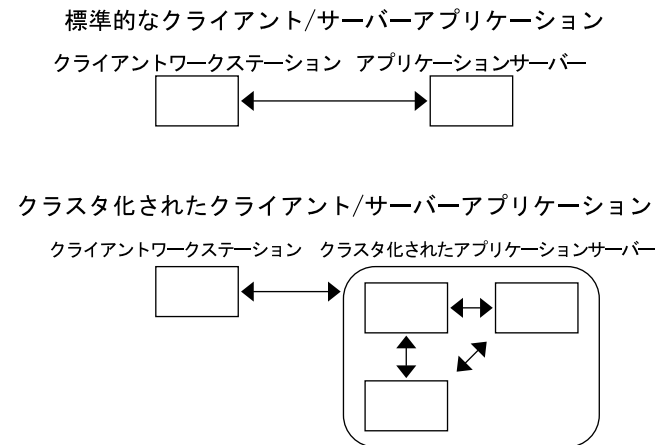 標準的なクライアント/サーバーアプリケーション
クライアントワークステーション アプリケーションサーバー
クラスタ化されたクライアント/サーバーアプリケーション
クライアントワークステーション クラスタ化されたアプリケーションサーバー